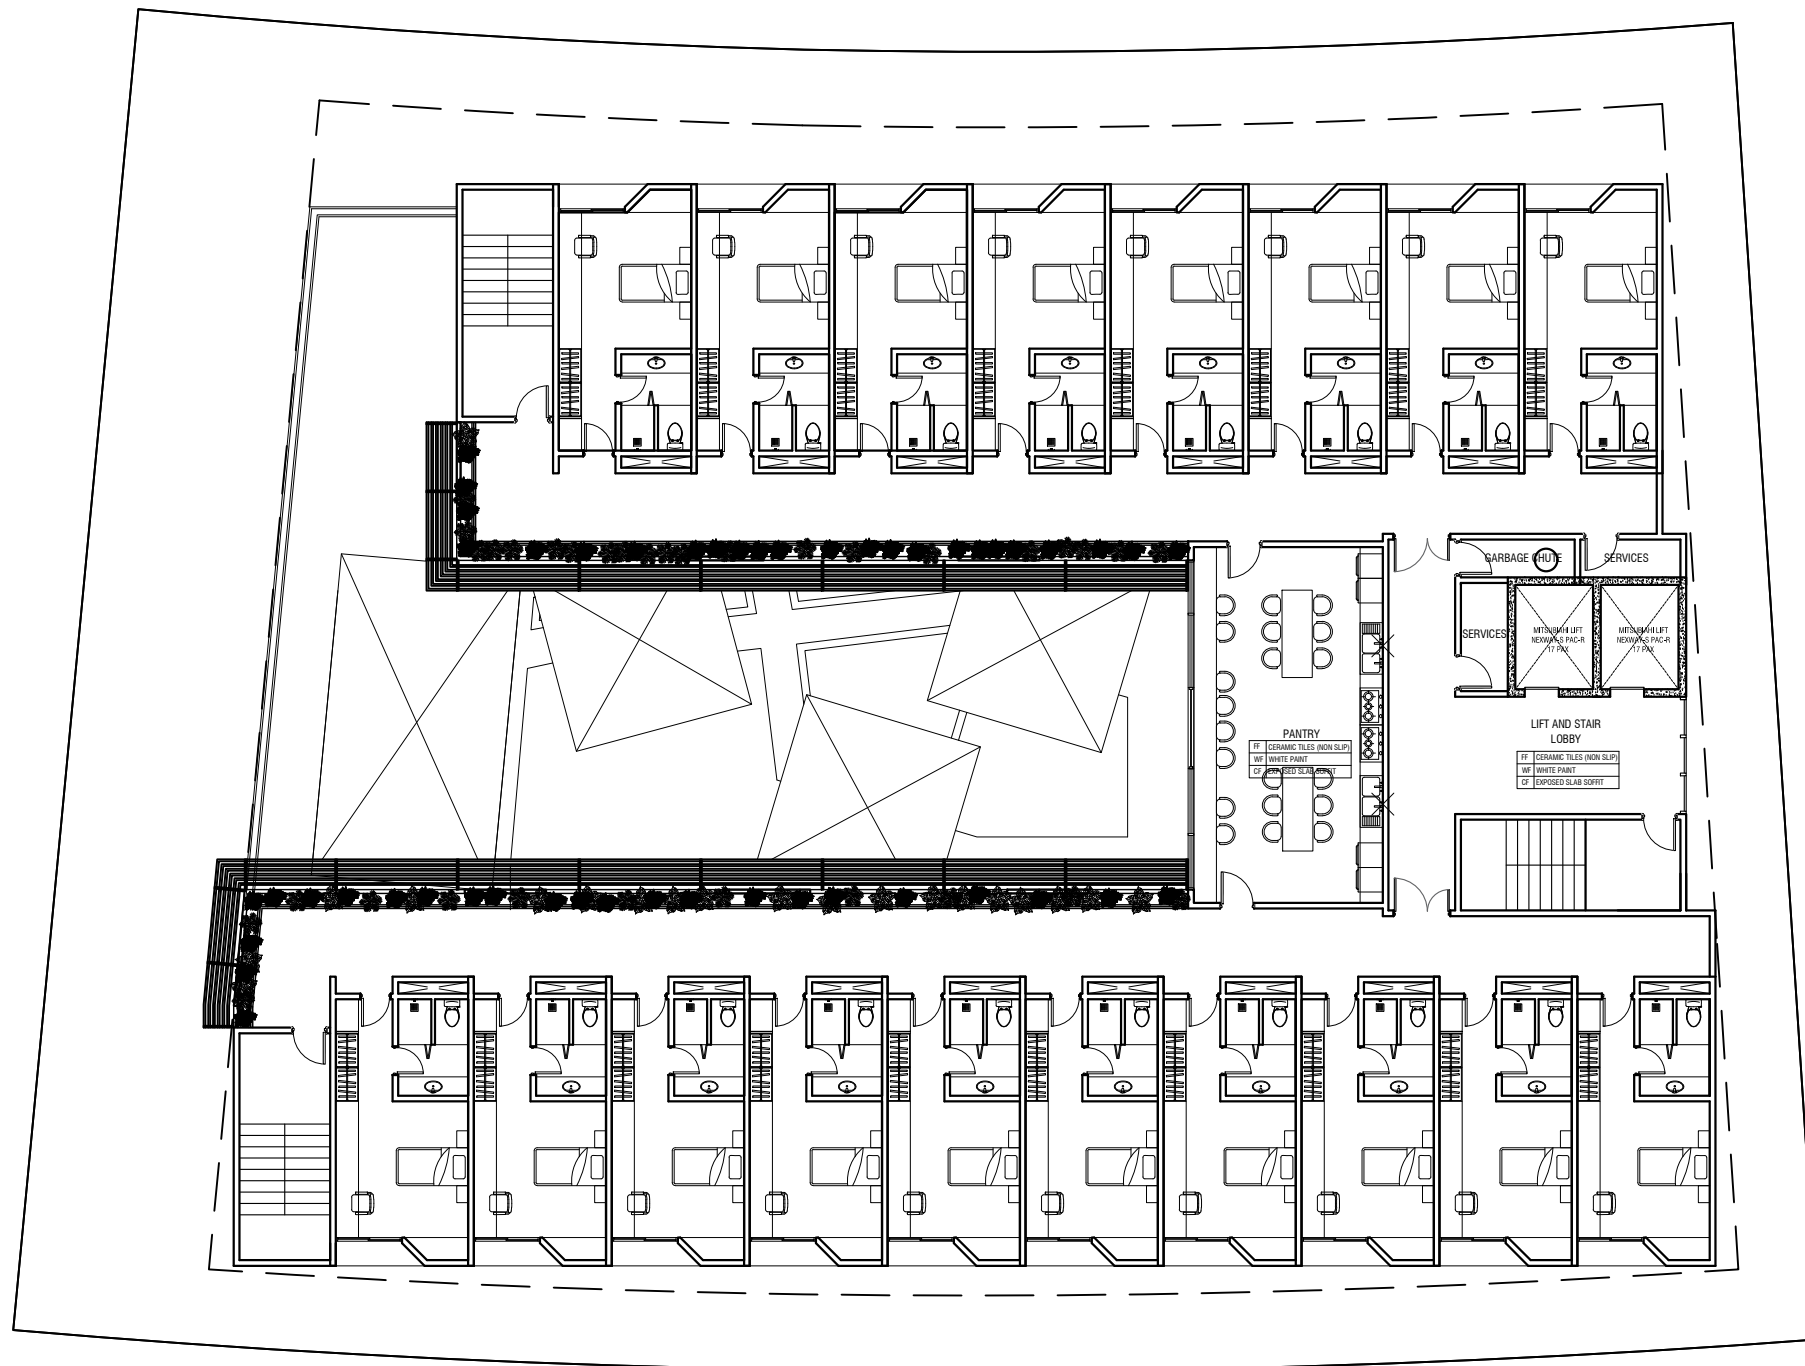 GARBAGE CHUTE
SERVICES
SERVICES
MITSUBIAHI LIFT
NEXWAY-S PAC-R
17 PAX
MITSUBIAHI LIFT
NEXWAY-S PAC-R
17 PAX
LIFT AND STAIR
LOBBY
FF CERAMIC TILES (NON SLIP)
WF WHITE PAINT
CF EXPOSED SLAB SOFFIT
PANTRY
FF CERAMIC TILES (NON SLIP)
WF WHITE PAINT
CF EXPOSED SLAB SOFFIT